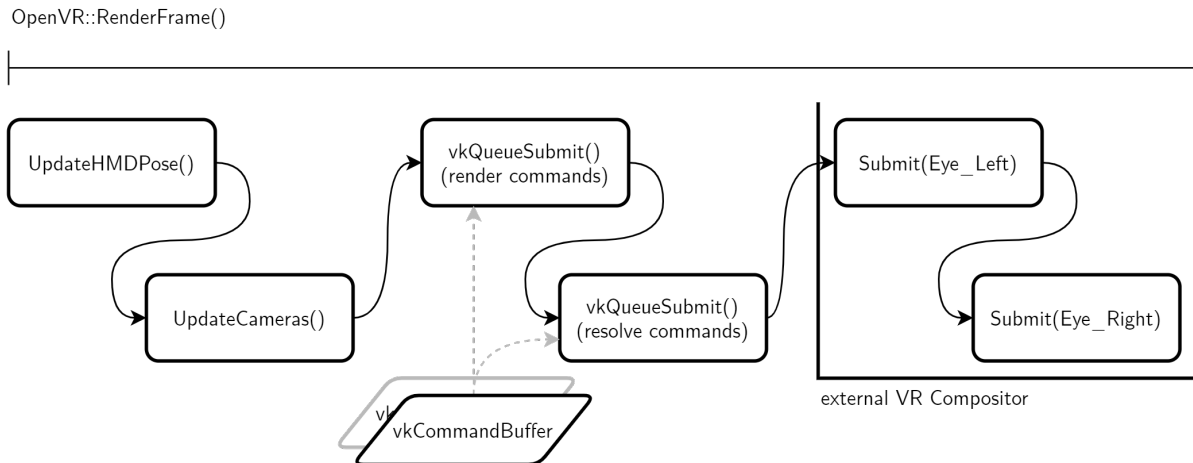 OpenVR::RenderFrame()
UpdateHMDPose()
UpdateCameras()
vkQueueSubmit()
(render commands)
vkQueueSubmit()
(resolve commands)
Submit(Eye_Left)
Submit(Eye_Right)
external VR Compositor
vkCommandBuffer